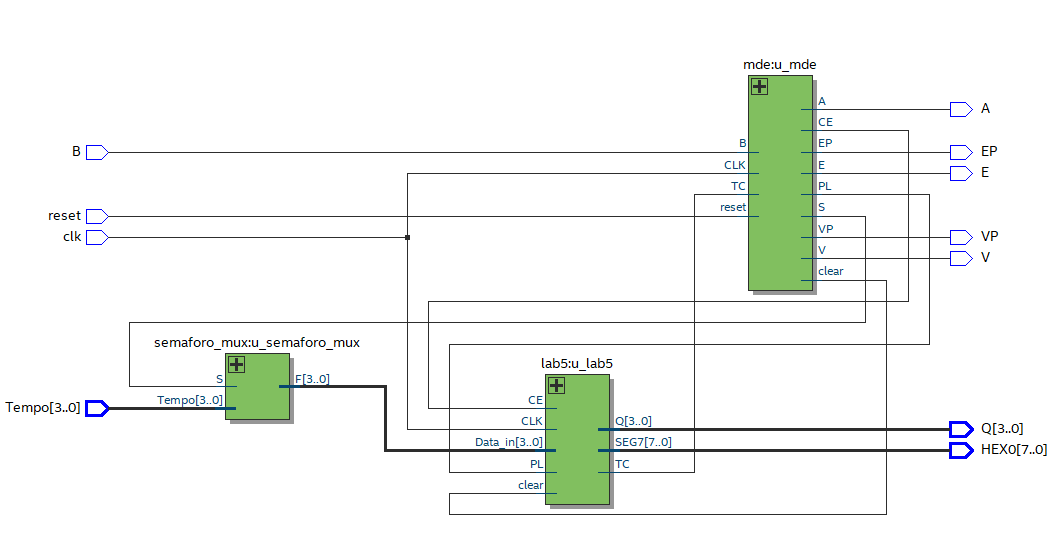 mde:u_mde
A
A
CE
B
B
EP
EP
CLK
E
E
TC
PL
reset
reset
S
clk
VP
VP
V
V
clear
semaforo_mux:u_semaforo_mux
lab5:u_lab5
S
F[3..0]
Tempo[3..0]
Tempo[3..0]
CE
CLK
Q[3..0]
Q[3..0]
Data_in[3..0]
SEG7[7..0]
HEX0[7..0]
PL
TC
clear